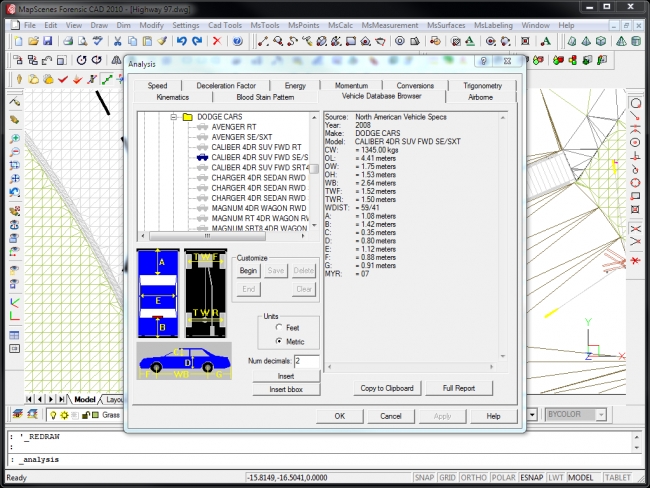 MapScenes Forensic CAD 2010 - [Highway 97.dwg]
File Edit View Insert Format Tools Draw Dim Modify Settings Cad Tools MsTools MsPoints MsCalc MsMeasurements MsSurfaces MsLabeling Window Help
Analysis
Speed Deceleration Factor Energy Momentum Conversions Trigonometry
Kinematics Blood Stain Pattern Vehicle Database Browser Airborne
DODGE CARS
AVENGER RT
AVENGER SE/SXT
CALIBER 4DR SUV FWD RT
CALIBER 4DR SUV FWD SE/S
CALIBER 4DR SUV FWD SRT4
CHARGER 4DR SEDAN RWD
CHARGER 4DR SEDAN RWD
CHARGER 4DR SEDAN RWD
MAGNUM 4DR WAGON RWD
MAGNUM RT 4DR WAGON RV
MAGNUM SRT8 4DR WAGON
Source: North American Vehicle Specs
Year: 2008
Make: DODGE CARS
Model: CALIBER 4DR SUV FWD SE/SXT
CW: = 1345.00 kgs
OL: = 4.41 meters
OW: = 1.75 meters
OH: = 1.53 meters
WB: = 2.64 meters
TWF: = 1.52 meters
TWR: = 1.50 meters
WDIST: = 59/41
A: = 1.08 meters
B: = 1.42 meters
C: = 0.35 meters
D: = 0.80 meters
E: = 1.12 meters
F: = 0.88 meters
G: = 0.91 meters
MYR: = 07
A
E
B
TWF
TWR
C
D
F WB G
Customize
Begin Save Delete
End Clear
Units
Feet
Metric
Num decimals: 2
Insert
Insert bbox
Copy to Clipboard Full Report
OK Cancel Apply Help
Y
Z X
Model Layou
Grass
BYCOLOR
: '_REDRAW
:
: _analysis
Ready
-15.8149,-16.5041,0.0000 SNAP GRID ORTHO POLAR ESNAP LWT MODEL TABLET